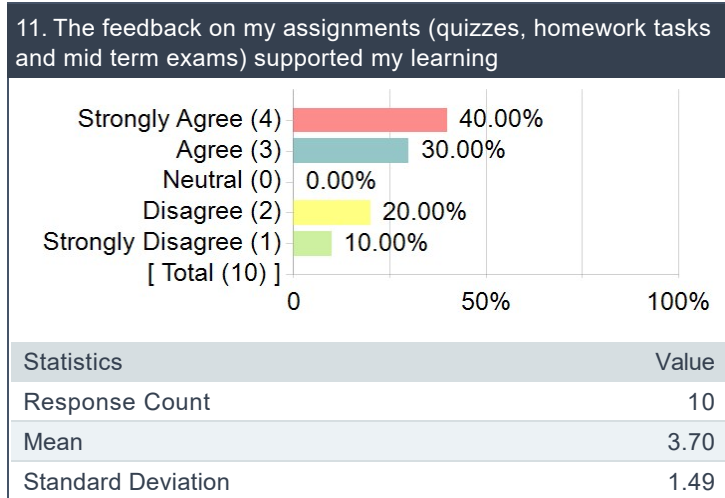 11. The feedback on my assignments (quizzes, homework tasks
and mid term exams) supported my learning
Strongly Agree (4) 40.00%
Agree (3) 30.00%
Neutral (0) 0.00%
Disagree (2) 20.00%
Strongly Disagree (1) 10.00%
[ Total (10) ]
0 50% 100%
Statistics Value
Response Count 10
Mean 3.70
Standard Deviation 1.49